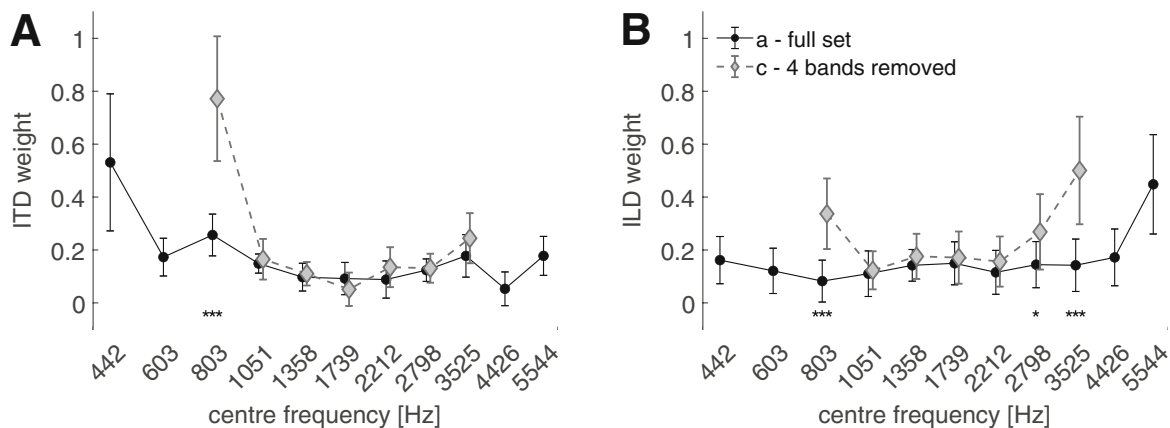 A
ITD weight
1
0.8
0.6
0.4
0.2
0
***
442 603 803 1051 1358 1739 2212 2798 3525 4426 5544
centre frequency [Hz]
B
a - full set
c - 4 bands removed
ILD weight
1
0.8
0.6
0.4
0.2
0
*** * ***
442 603 803 1051 1358 1739 2212 2798 3525 4426 5544
centre frequency [Hz]